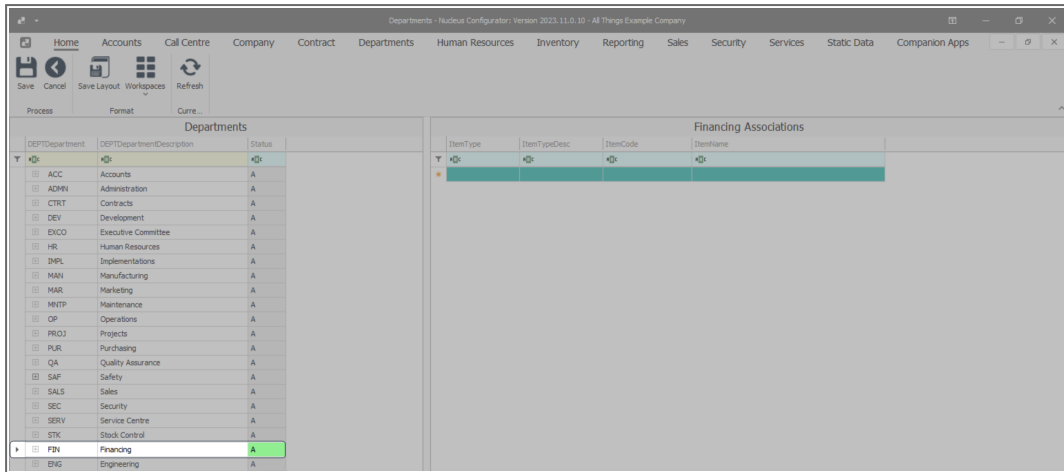 Departments - Nucleus Configurator: Version 2023.11.0.10 - All Things Example Company
Home Accounts Call Centre Company Contract Departments Human Resources Inventory Reporting Sales Security Services Static Data Companion Apps
Save Cancel Save Layout Workspaces Refresh
Process Format Curre...
Departments
DEPTDepartment DEPTDepartmentDescription Status
ACC Accounts A
ADMN Administration A
CTRT Contracts A
DEV Development A
EXCO Executive Committee A
HR Human Resources A
IMPL Implementations A
MAN Manufacturing A
MAR Marketing A
MNTP Maintenance A
OP Operations A
PROJ Projects A
PUR Purchasing A
QA Quality Assurance A
SAF Safety A
SALS Sales A
SEC Security A
SERV Service Centre A
STK Stock Control A
FIN Financing A
ENG Engineering A
Financing Associations
ItemType ItemTypeDesc ItemCode ItemName